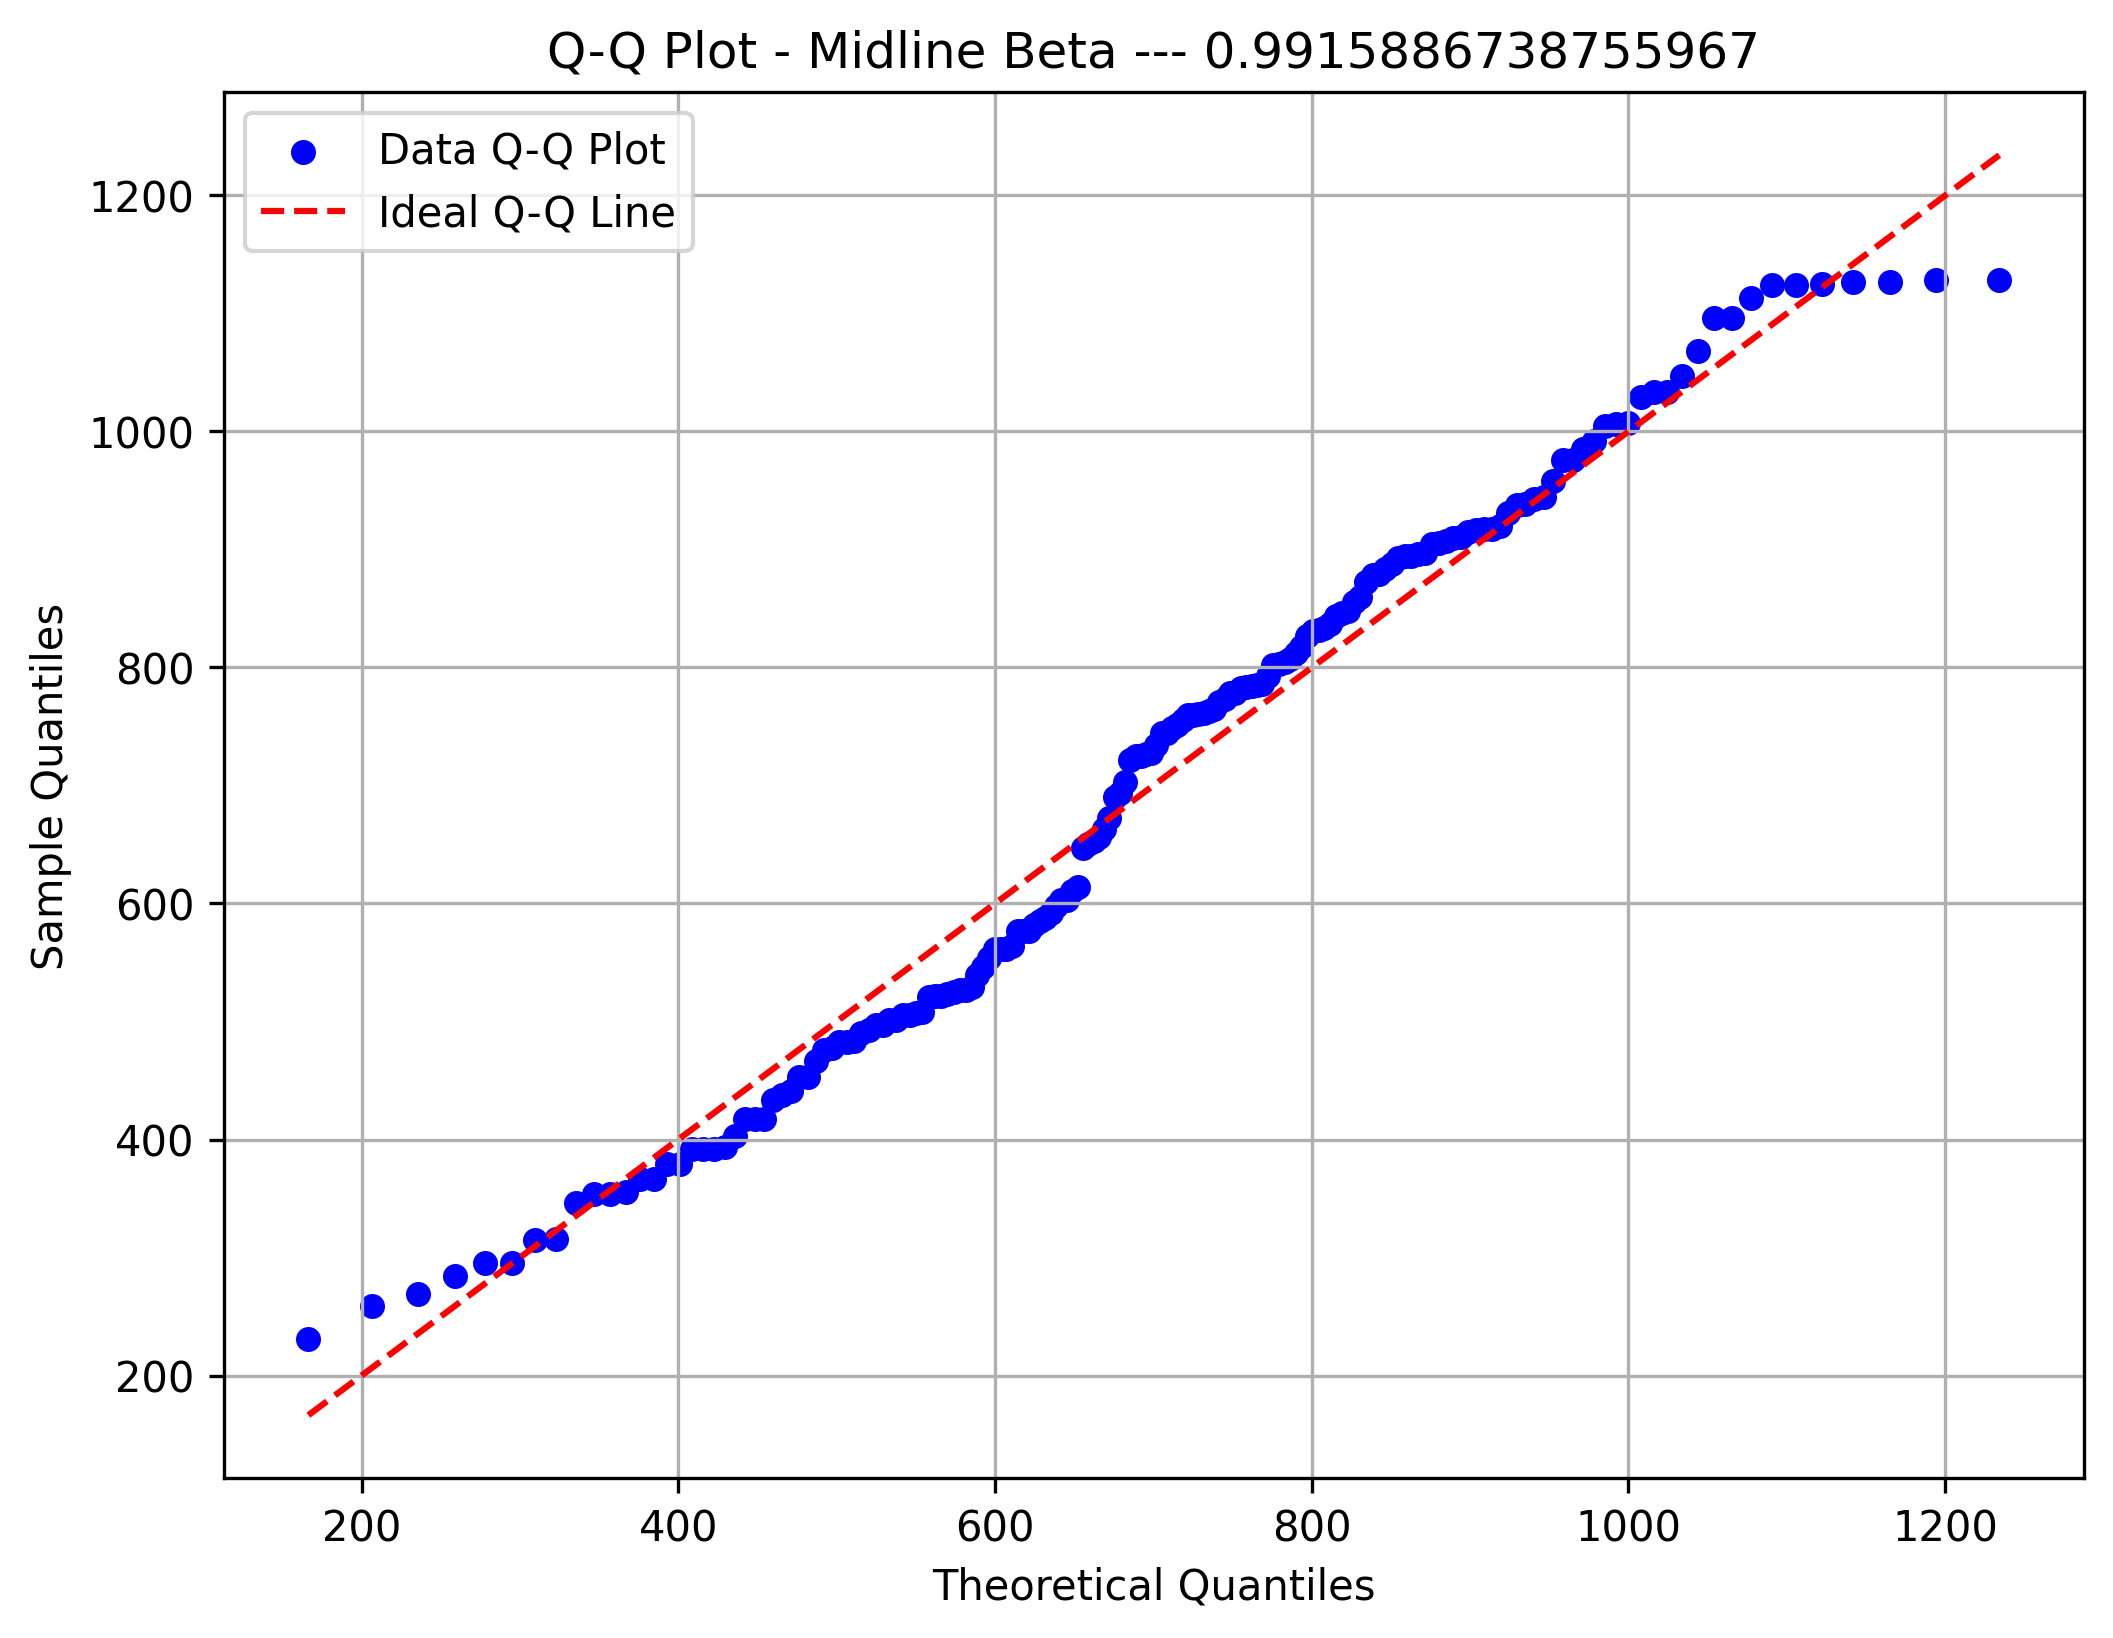 Q-Q Plot - Midline Beta --- 0.9915886738755967
Data Q-Q Plot
Ideal Q-Q Line
1200
1000
800
600
400
200
Sample Quantiles
200 400 600 800 1000 1200
Theoretical Quantiles